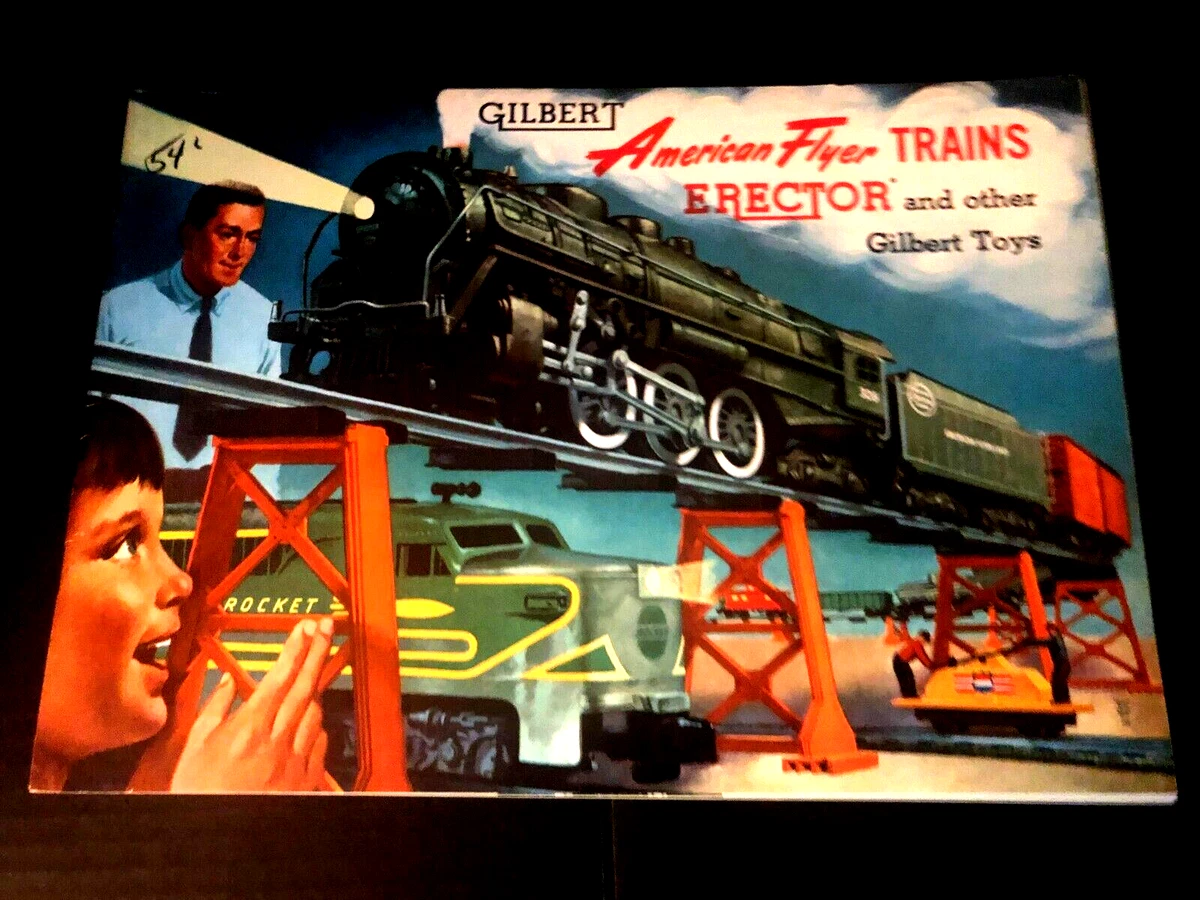 GILBERT
American Flyer TRAINS
ERECTOR® and other
Gilbert Toys
54
ROCKET